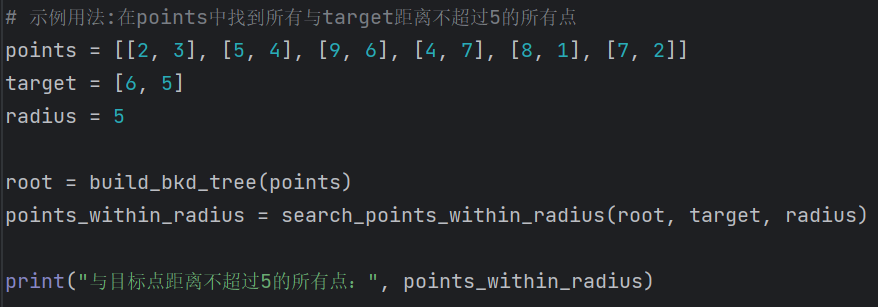 # 示例用法:在points中找到所有与target距离不超过5的所有点
points = [[2, 3], [5, 4], [9, 6], [4, 7], [8, 1], [7, 2]]
target = [6, 5]
radius = 5
root = build_bkd_tree(points)
points_within_radius = search_points_within_radius(root, target, radius)
print("与目标点距离不超过5的所有点：", points_within_radius)